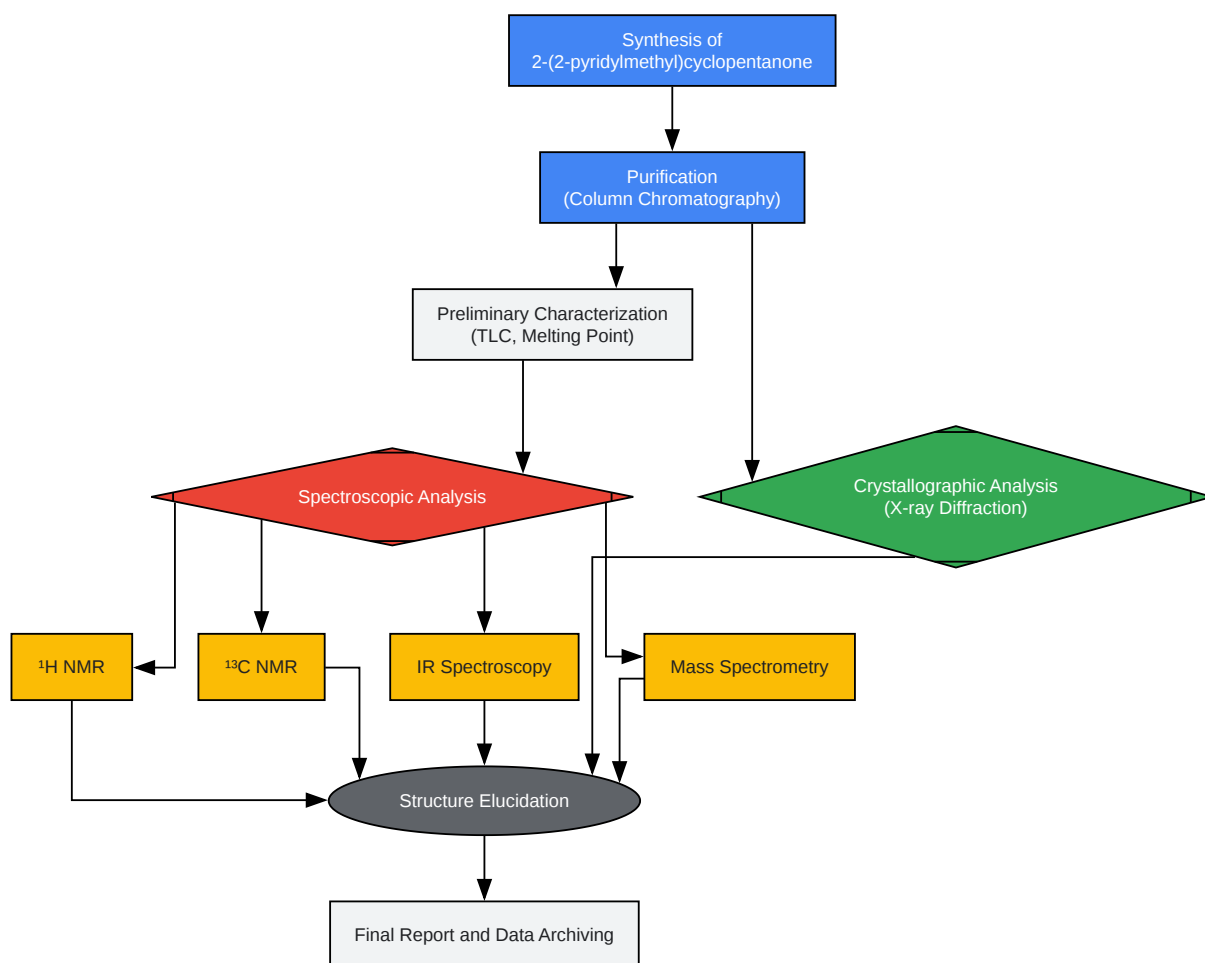 Synthesis of
2-(2-pyridylmethyl)cyclopentanone
Purification
(Column Chromatography)
Preliminary Characterization
(TLC, Melting Point)
Spectroscopic Analysis
Crystallographic Analysis
(X-ray Diffraction)
¹H NMR
¹³C NMR
IR Spectroscopy
Mass Spectrometry
Structure Elucidation
Final Report and Data Archiving